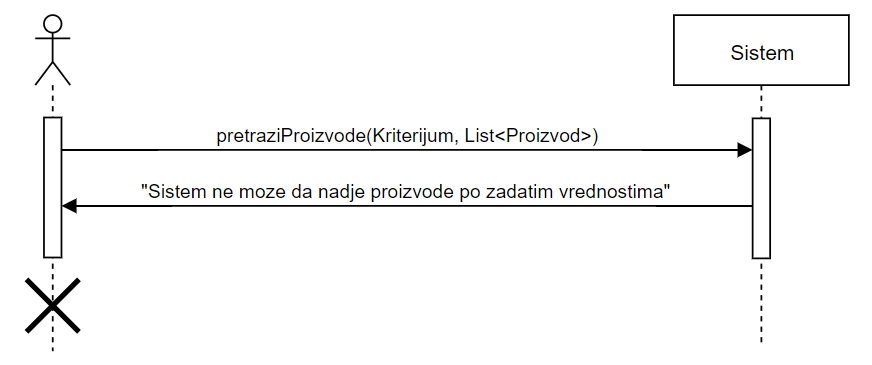 Sistem
pretraziProizvode(Kriterijum, List<Proizvod>)
"Sistem ne moze da nadje proizvode po zadatim vrednostima"